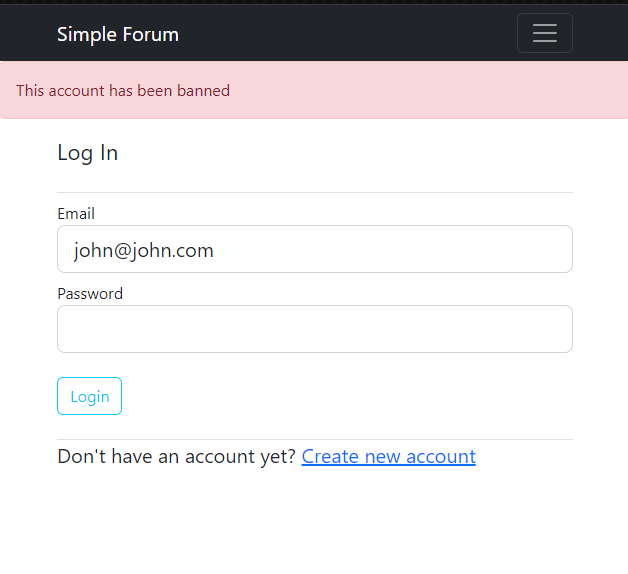 Simple Forum
This account has been banned
Log In
Email
john@john.com
Password
Login
Don't have an account yet? Create new account